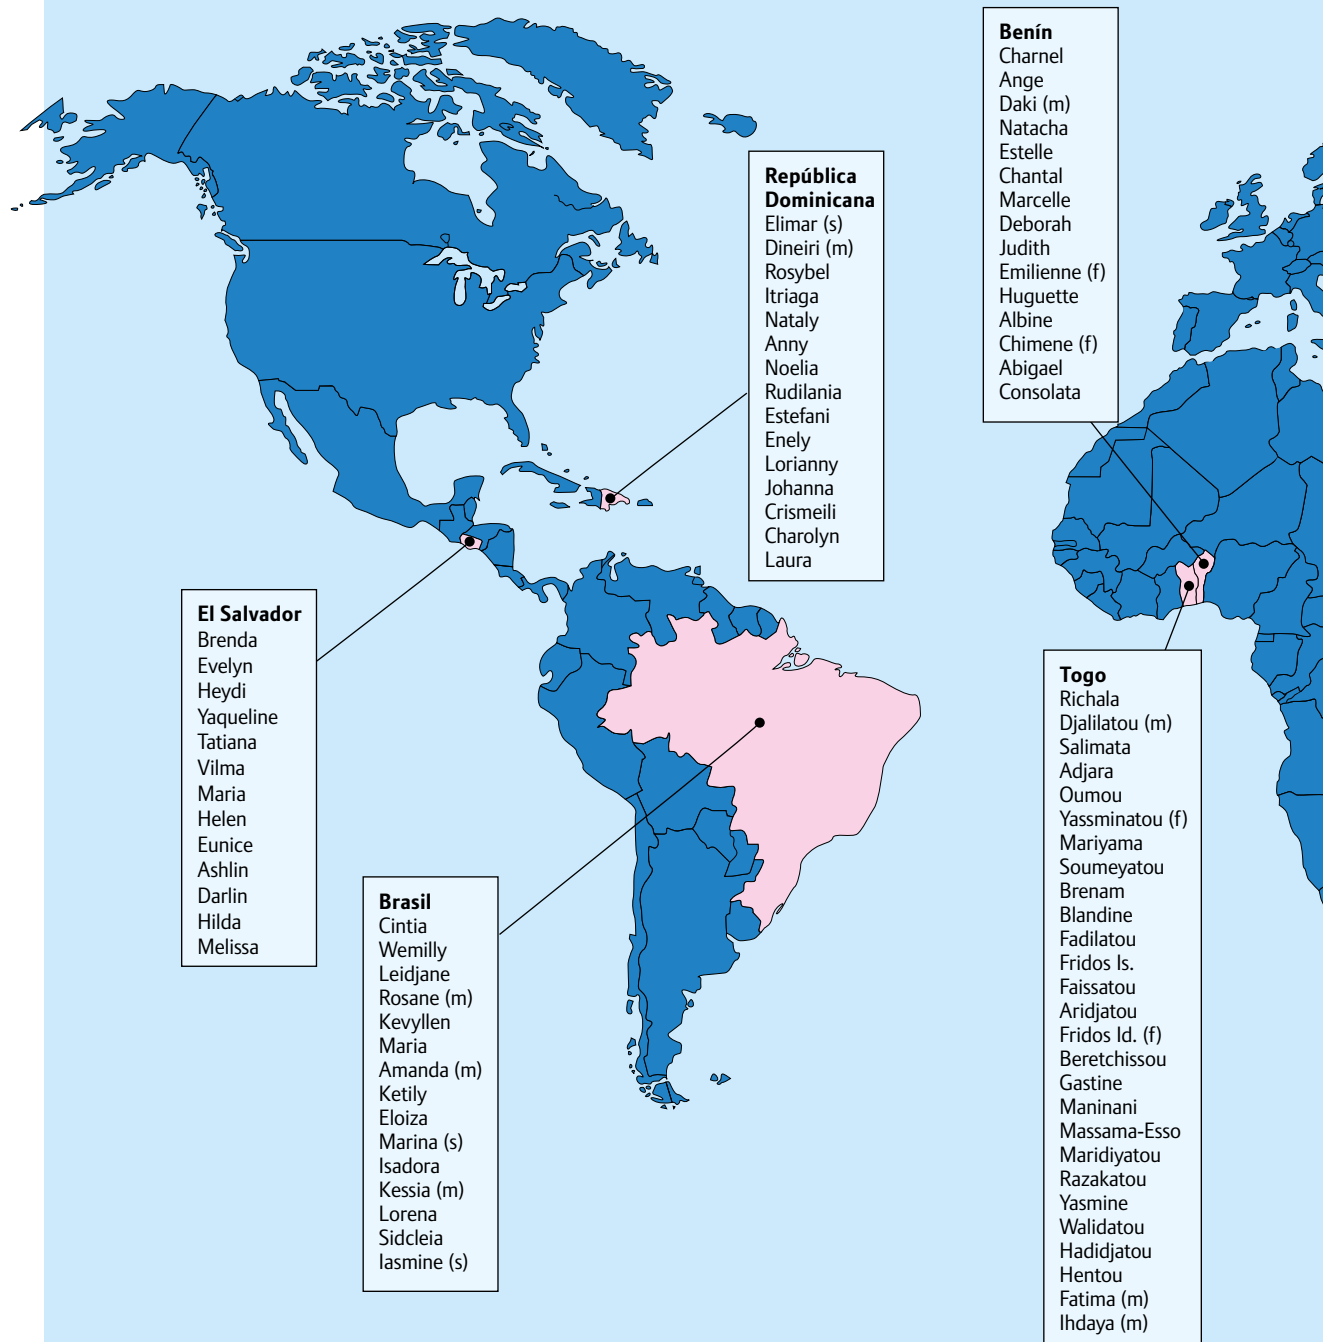 Benín
Charnel
Ange
Daki (m)
Natacha
Estelle
Chantal
Marcelle
Deborah
Judith
Emilienne (f)
Huguette
Albine
Chimene (f)
Abigael
Consolata
República
Dominicana
Elimar (s)
Dineiri (m)
Rosybel
Itriaga
Nataly
Anny
Noelia
Rudilania
Estefani
Enely
Lorianny
Johanna
Crismeili
Charolyn
Laura
El Salvador
Brenda
Evelyn
Heydi
Yaqueline
Tatiana
Vilma
Maria
Helen
Eunice
Ashlin
Darlin
Hilda
Melissa
Brasil
Cintia
Wemilly
Leidjane
Rosane (m)
Kevyllen
Maria
Amanda (m)
Ketily
Eloiza
Marina (s)
Isadora
Kessia (m)
Lorena
Sidcleia
Iasmine (s)
Togo
Richala
Djalilatou (m)
Salimata
Adjara
Oumou
Yassminatou (f)
Mariyama
Soumeyatou
Brenam
Blandine
Fadilatou
Fridos Is.
Faissatou
Aridjatou
Fridos Id. (f)
Beretchissou
Gastine
Maninani
Massama-Esso
Maridiyatou
Razakatou
Yasmine
Walidatou
Hadidjatou
Hentou
Fatima (m)
Ihdaya (m)